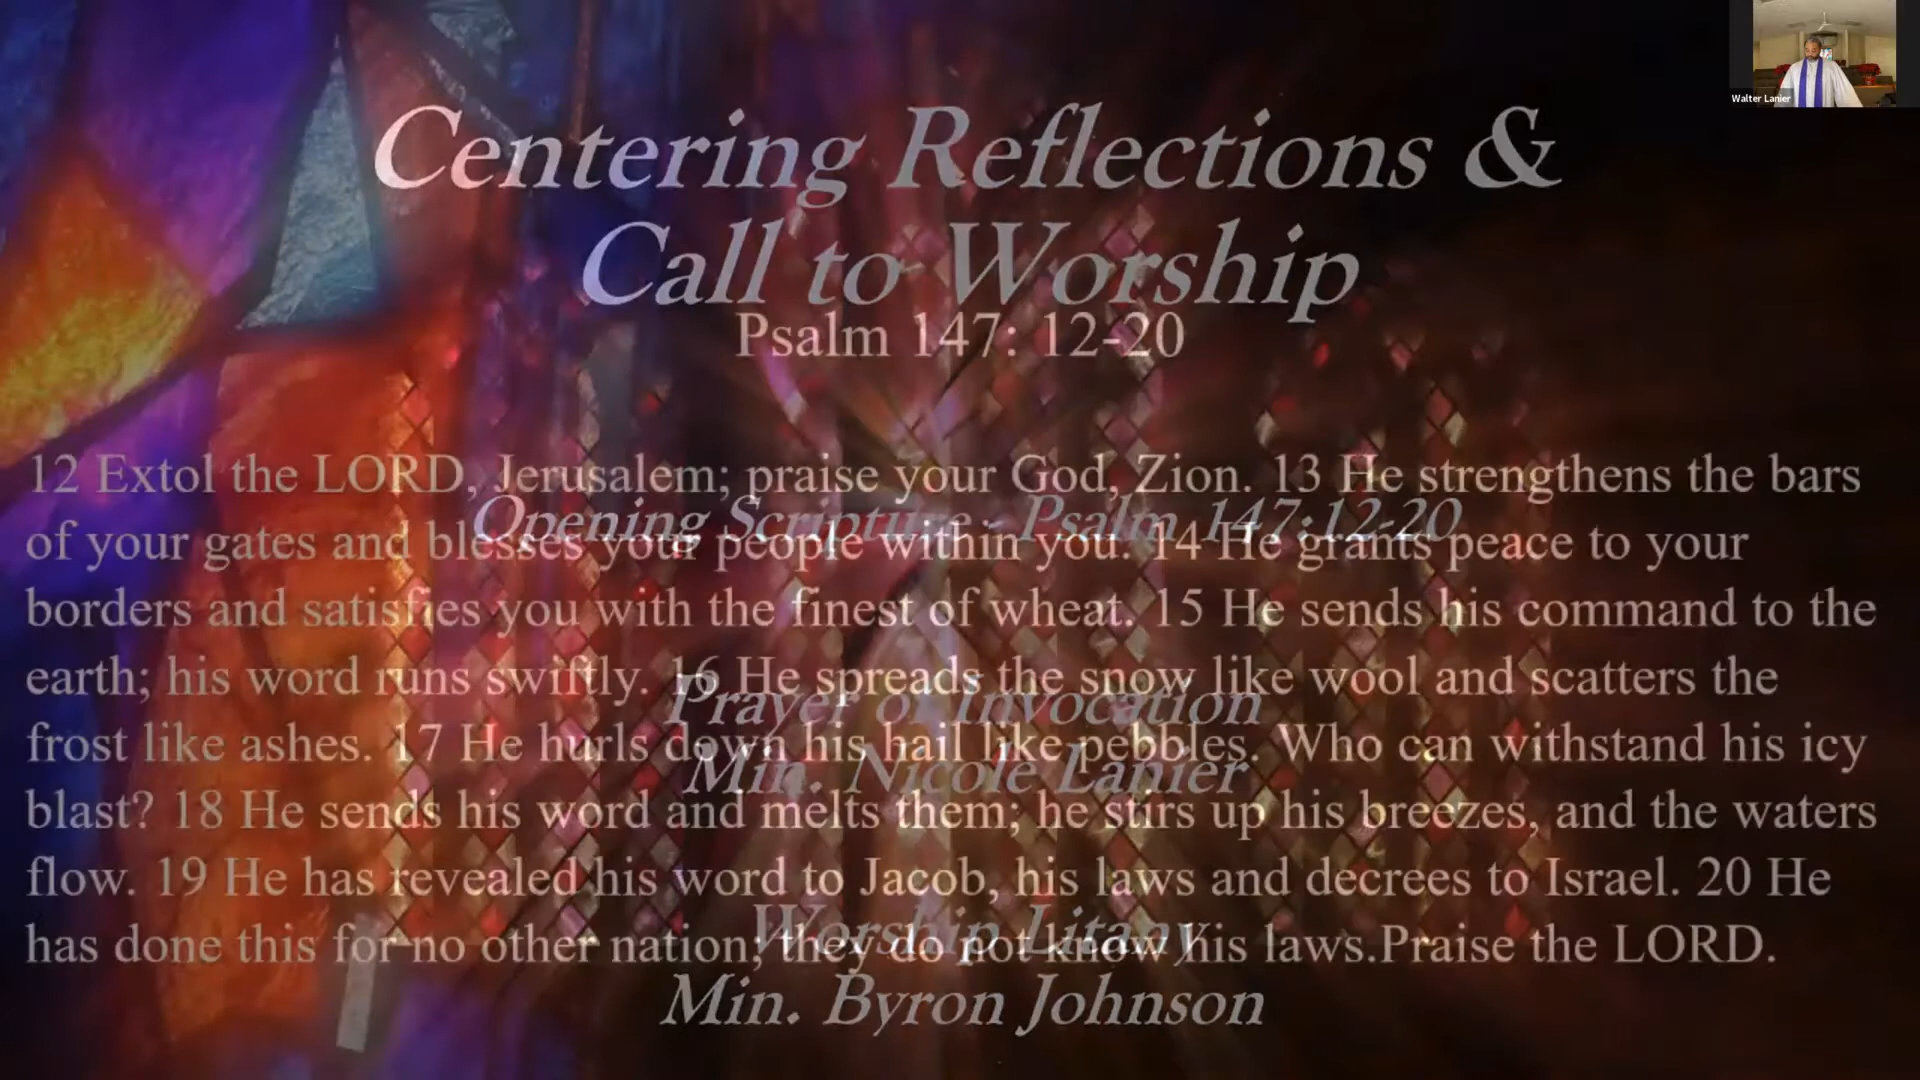 Walter Lanier
Centering Reflections &
Call to Worship
Psalm 147: 12-20
12 Extol the LORD, Jerusalem; praise your God, Zion. 13 He strengthens the bars
Opening Scripture - Psalm 147:12-20
of your gates and blesses your people within you. 14 He grants peace to your
borders and satisfies you with the finest of wheat. 15 He sends his command to the
earth; his word runs swiftly. 16 He spreads the snow like wool and scatters the
Prayer of Invocation
frost like ashes. 17 He hurls down his hail like pebbles. Who can withstand his icy
Min. Nicole Lanier
blast? 18 He sends his word and melts them; he stirs up his breezes, and the waters
flow. 19 He has revealed his word to Jacob, his laws and decrees to Israel. 20 He
Worship Litany
has done this for no other nation; they do not know his laws.Praise the LORD.
Min. Byron Johnson